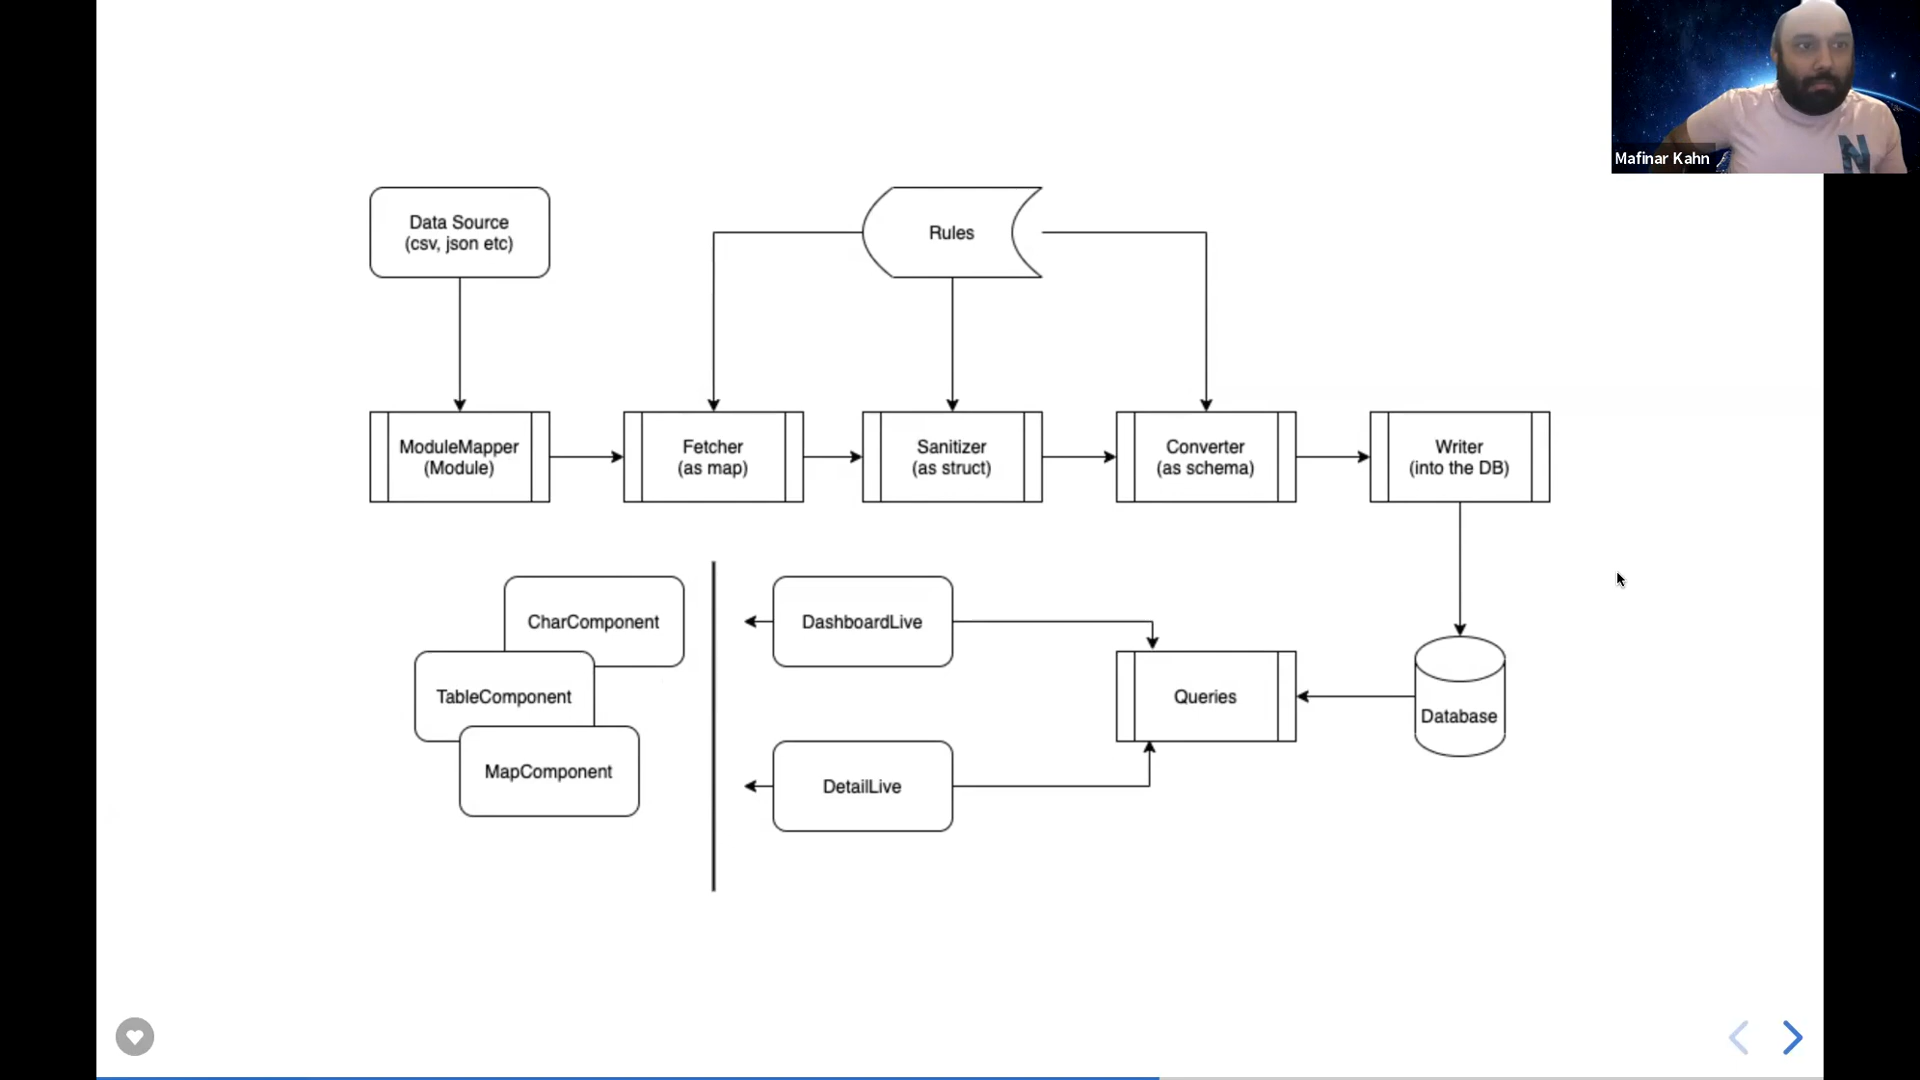 Mafinar Kahn
N
Data Source
(csv, json etc)
Rules
ModuleMapper
(Module)
Fetcher
(as map)
Sanitizer
(as struct)
Converter
(as schema)
Writer
(into the DB)
CharComponent
DashboardLive
TableComponent
Queries
Database
MapComponent
DetailLive